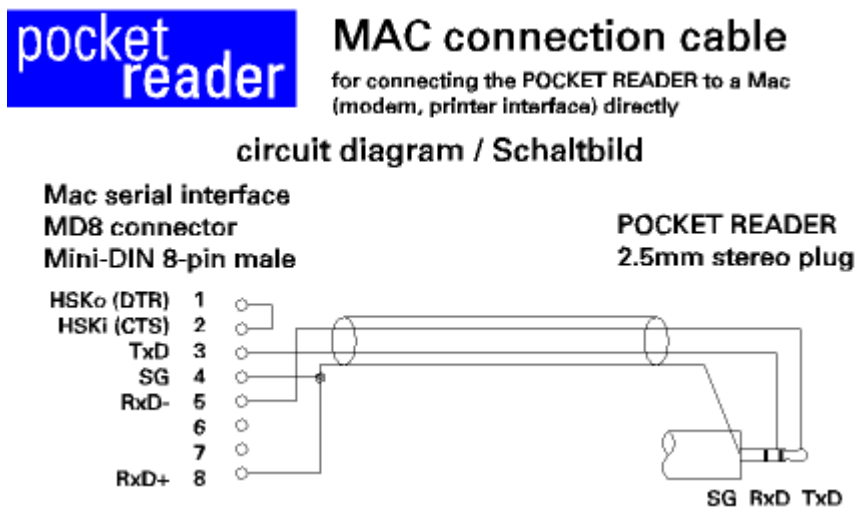 pocket
reader
MAC connection cable
for connecting the POCKET READER to a Mac
(modem, printer interface) directly
circuit diagram / Schaltbild
Mac serial interface
MD8 connector
Mini-DIN 8-pin male
POCKET READER
2.5mm stereo plug
HSKo (DTR) 1
HSKi (CTS) 2
TxD 3
SG 4
RxD- 5
6
7
RxD+ 8
SG RxD TxD